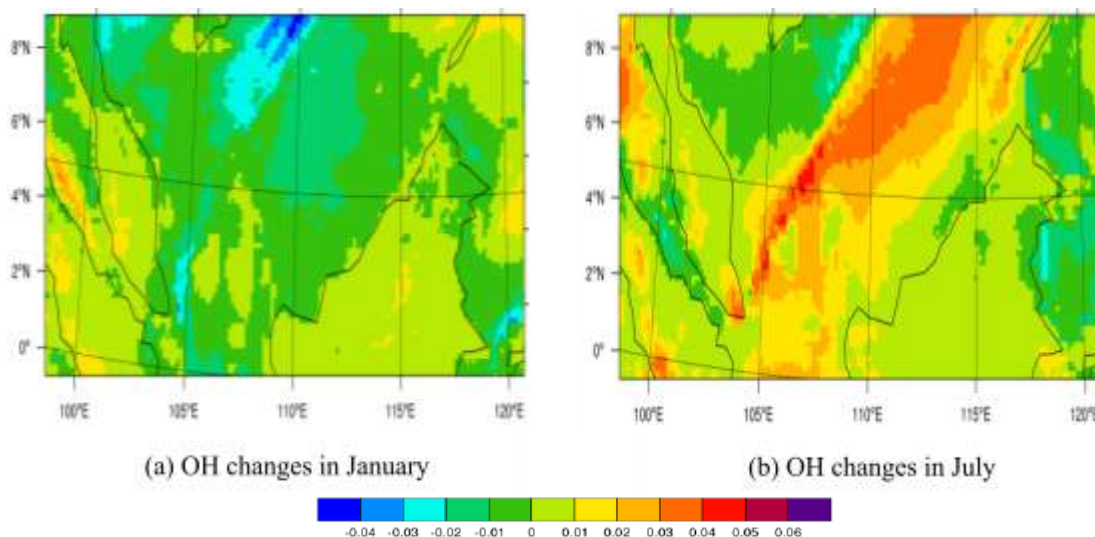 8°N
6°N
4°N
2°N
0°
100°E 105°E 110°E 115°E 120°E
8°N
6°N
4°N
2°N
0°
100°E 105°E 110°E 115°E 120°E
(a) OH changes in January
(b) OH changes in July
-0.04 -0.03 -0.02 -0.01 0 0.01 0.02 0.03 0.04 0.05 0.06